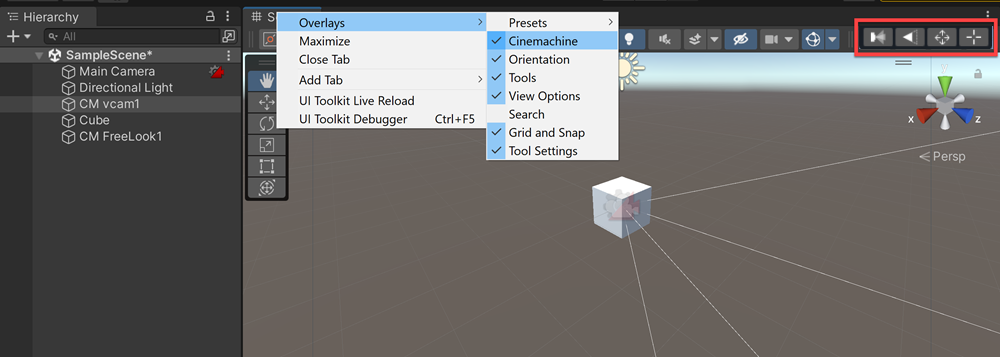 Hierarchy
All
SampleScene*
Main Camera
Directional Light
CM vcam1
Cube
CM FreeLook1
Overlays
Maximize
Close Tab
Add Tab
UI Toolkit Live Reload
UI Toolkit Debugger Ctrl+F5
Presets
Cinemachine
Orientation
Tools
View Options
Search
Grid and Snap
Tool Settings
y
x
z
Persp